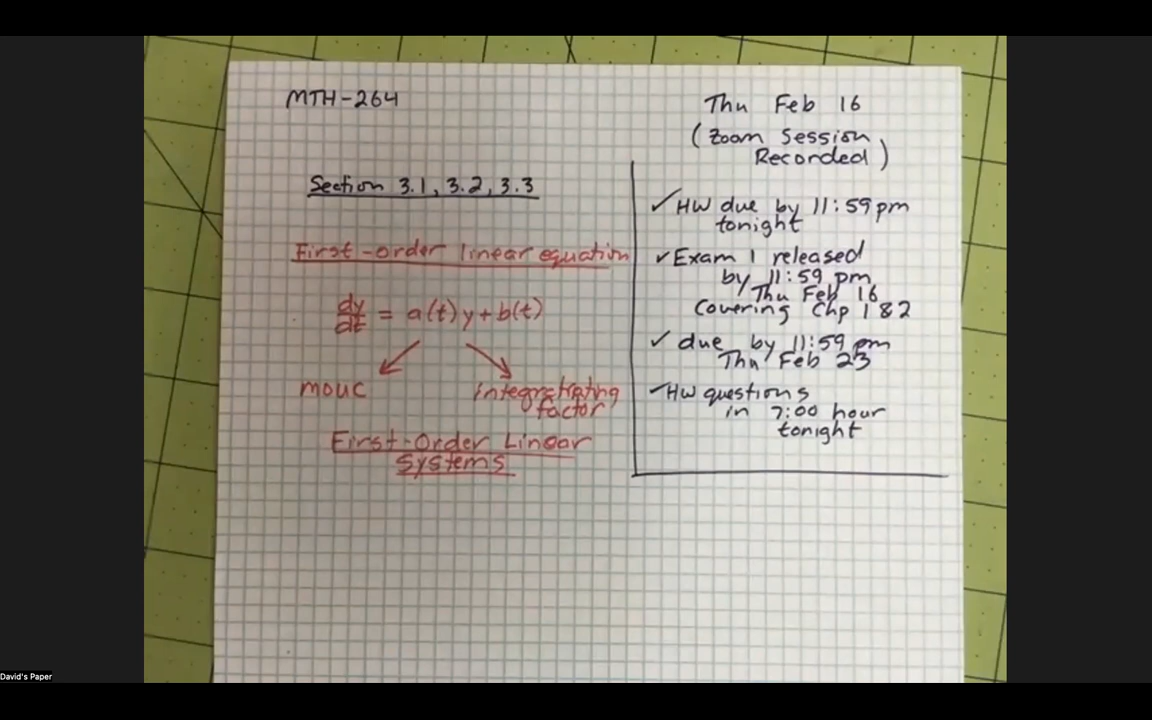 MTH-264
Thu Feb 16
(Zoom Session
Recorded)
Section 3.1, 3.2, 3.3
First-order linear equation
dy/dt = a(t)y + b(t)
MOUC
integrtrating
factor
First-Order Linear
Systems
✓ HW due by 11:59 pm
tonight
✓ Exam 1 released
by 11:59 pm
Thu Feb 16
Covering Chp 1 & 2
✓ due by 11:59 pm
Thu Feb 23
✓ HW questions
in 7:00 hour
tonight
David's Paper